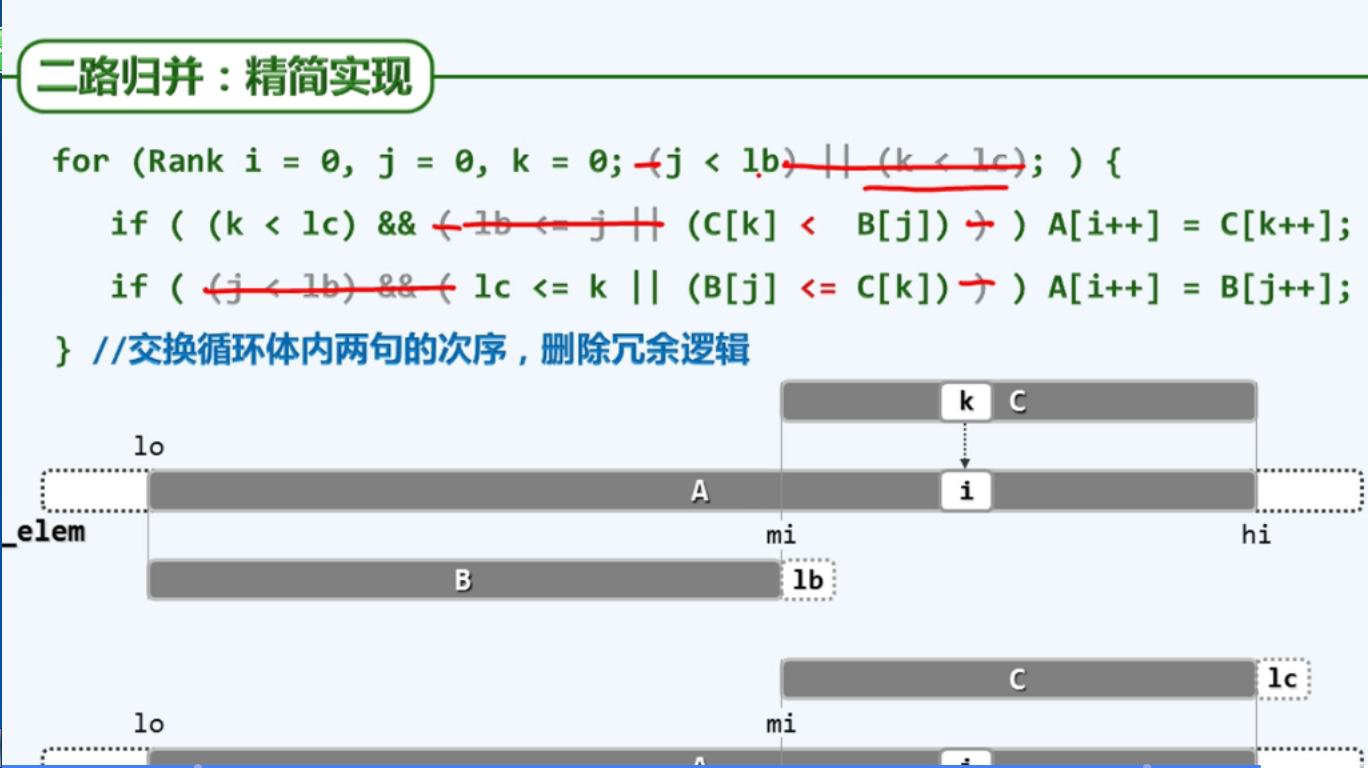 二路归并：精简实现
for (Rank i = 0, j = 0, k = 0; (j < lb) || (k < lc); ) {
if ( (k < lc) && ( lb <= j || (C[k] < B[j]) ) ) A[i++] = C[k++];
if ( (j < lb) && ( lc <= k || (B[j] <= C[k]) ) ) A[i++] = B[j++];
} //交换循环体内两句的次序，删除冗余逻辑
k C
lo
A i
_elem mi hi
B lb
C lc
lo mi
A i